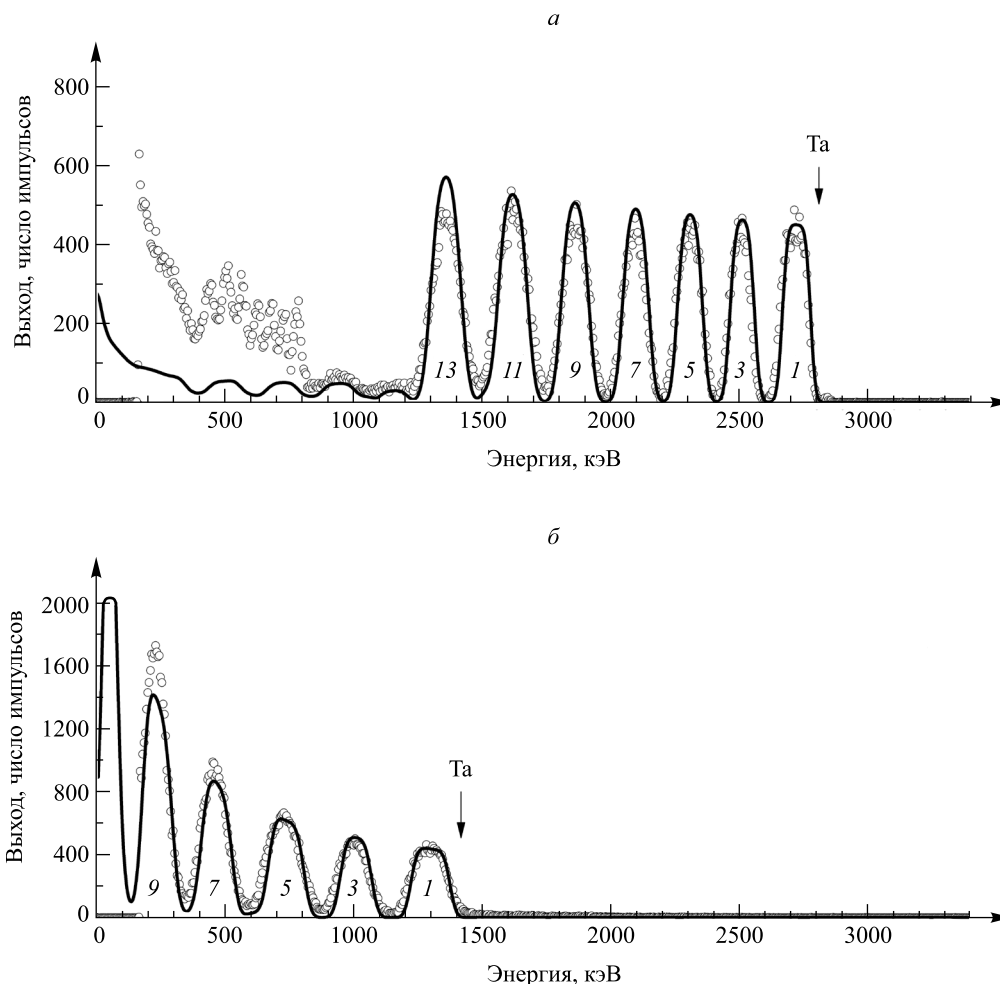 а
Выход, число импульсов
800
600
400
200
0
Ta
13 11 9 7 5 3 1
0 500 1000 1500 2000 2500 3000
Энергия, кэВ
б
Выход, число импульсов
2000
1600
1200
800
400
0
Ta
9 7 5 3 1
0 500 1000 1500 2000 2500 3000
Энергия, кэВ